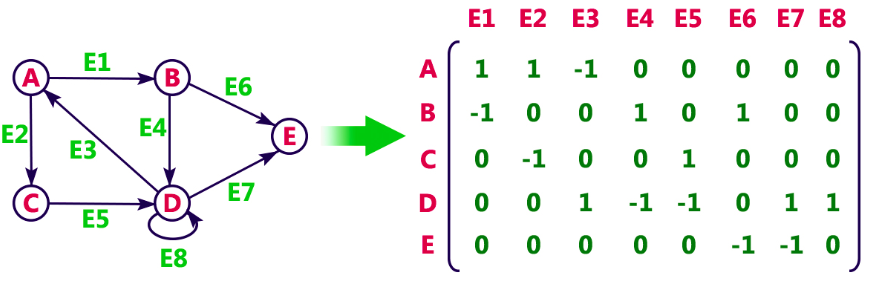 E1 E2 E3 E4 E5 E6 E7 E8
A 1 1 -1 0 0 0 0 0
B -1 0 0 1 0 1 0 0
C 0 -1 0 0 1 0 0 0
D 0 0 1 -1 -1 0 1 1
E 0 0 0 0 0 -1 -1 0
A E1 B
E6
E2 E3 E4 E
E7
C E5 D
E8